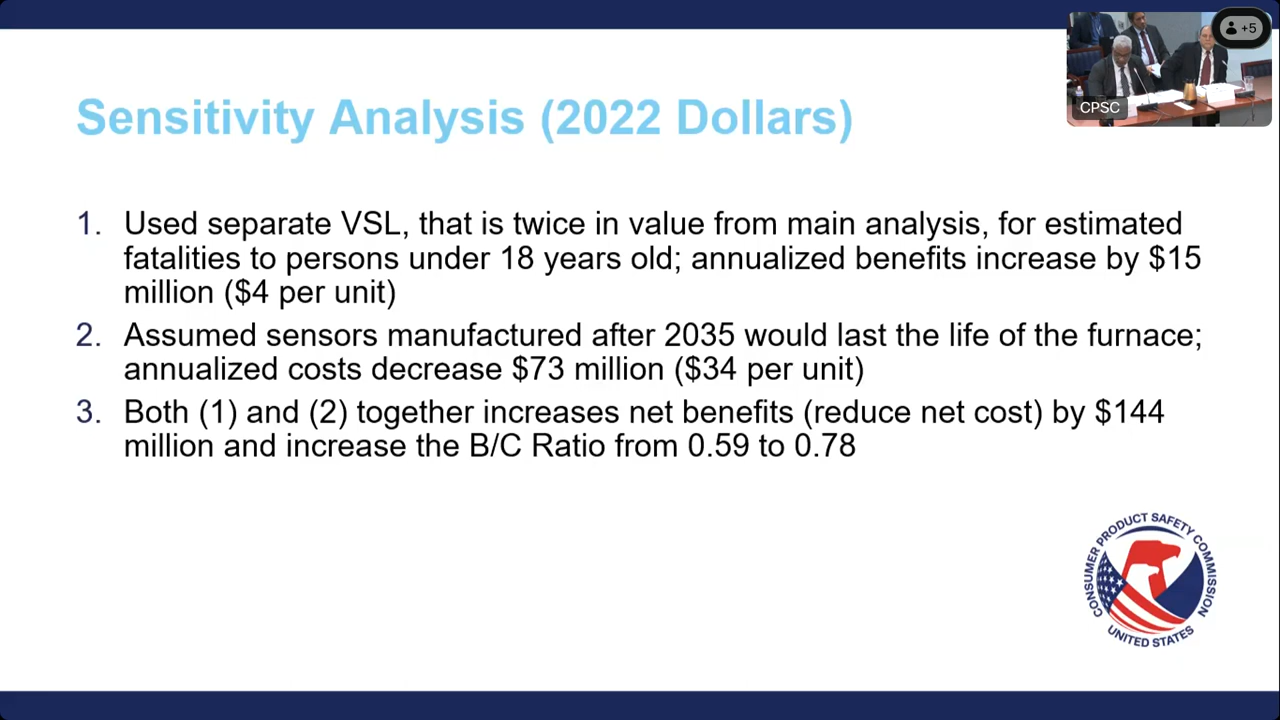 +5
CPSC
Sensitivity Analysis (2022 Dollars)
1. Used separate VSL, that is twice in value from main analysis, for estimated
fatalities to persons under 18 years old; annualized benefits increase by $15
million ($4 per unit)
2. Assumed sensors manufactured after 2035 would last the life of the furnace;
annualized costs decrease $73 million ($34 per unit)
3. Both (1) and (2) together increases net benefits (reduce net cost) by $144
million and increase the B/C Ratio from 0.59 to 0.78
CONSUMER PRODUCT SAFETY COMMISSION
UNITED STATES